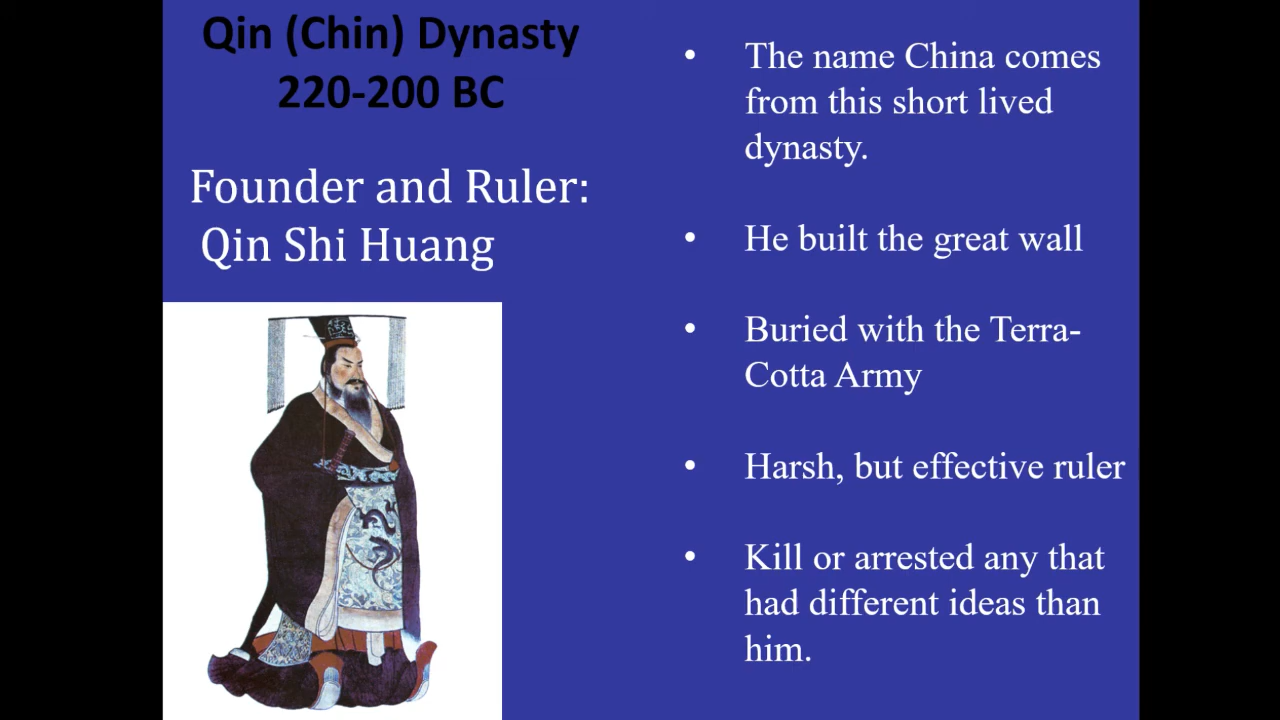 Qin (Chin) Dynasty
220-200 BC
Founder and Ruler:
Qin Shi Huang
• The name China comes
from this short lived
dynasty.
• He built the great wall
• Buried with the Terra-
Cotta Army
• Harsh, but effective ruler
• Kill or arrested any that
had different ideas than
him.